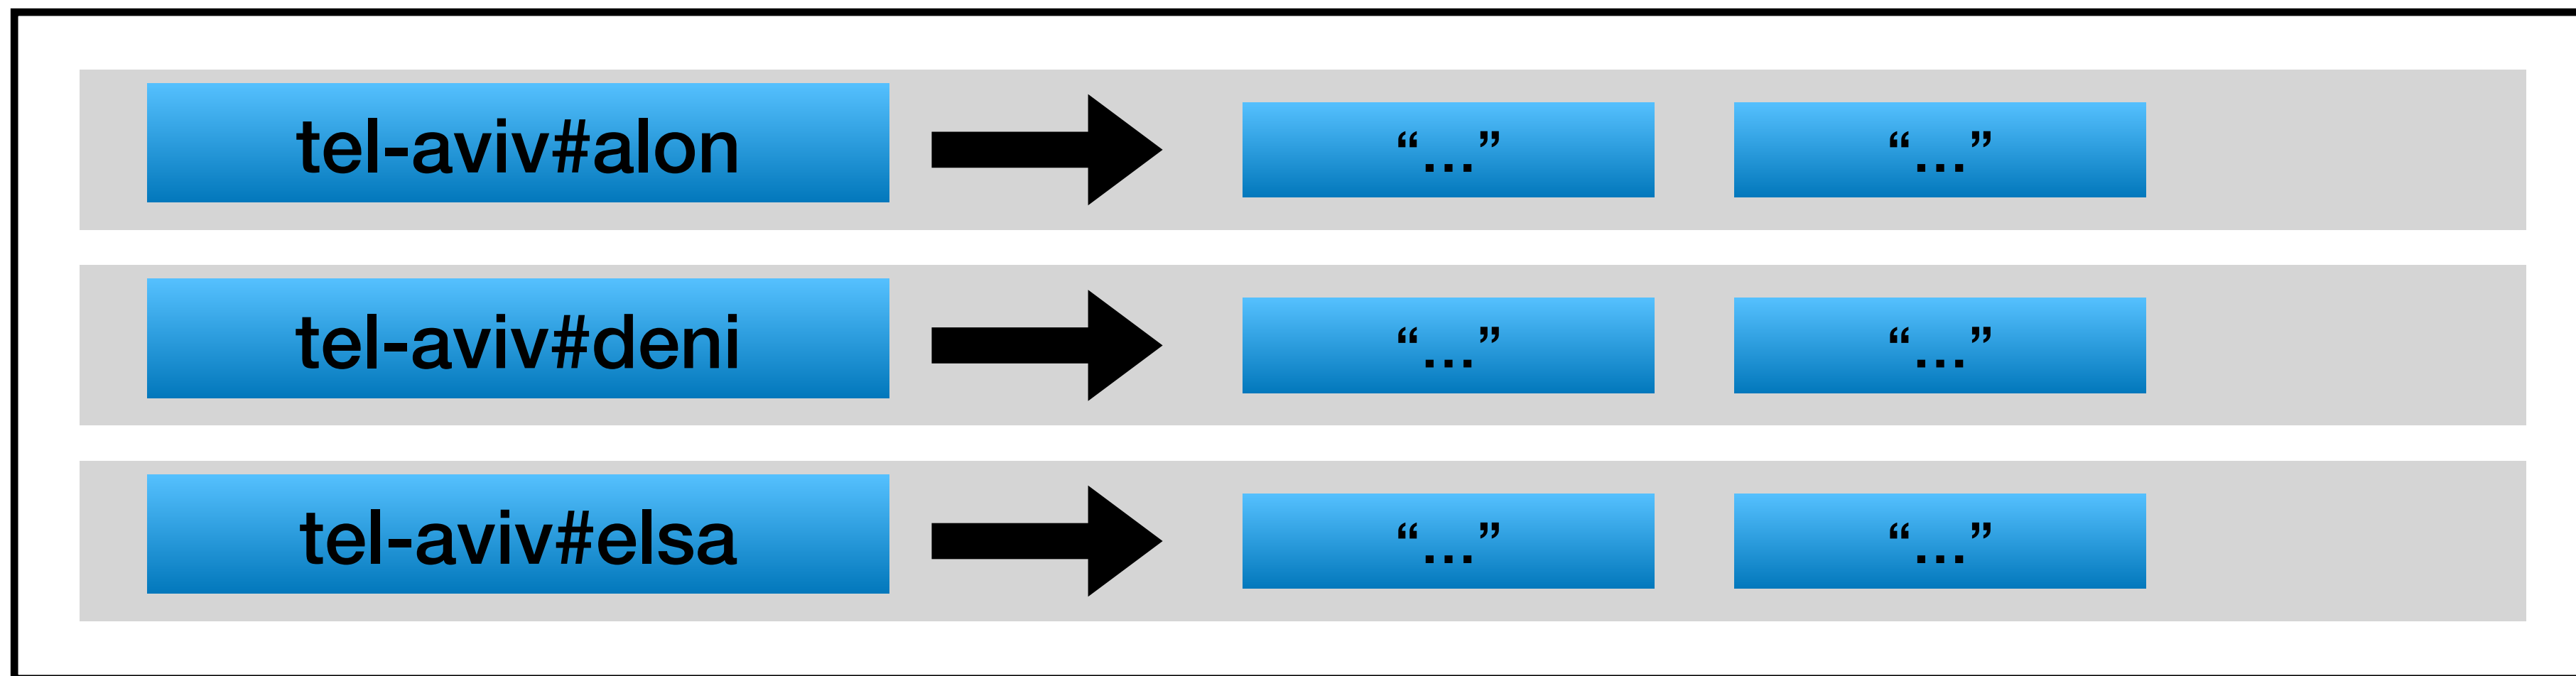 tel-aviv#alon “...” “...”
tel-aviv#deni “...” “...”
tel-aviv#elsa “...” “...”